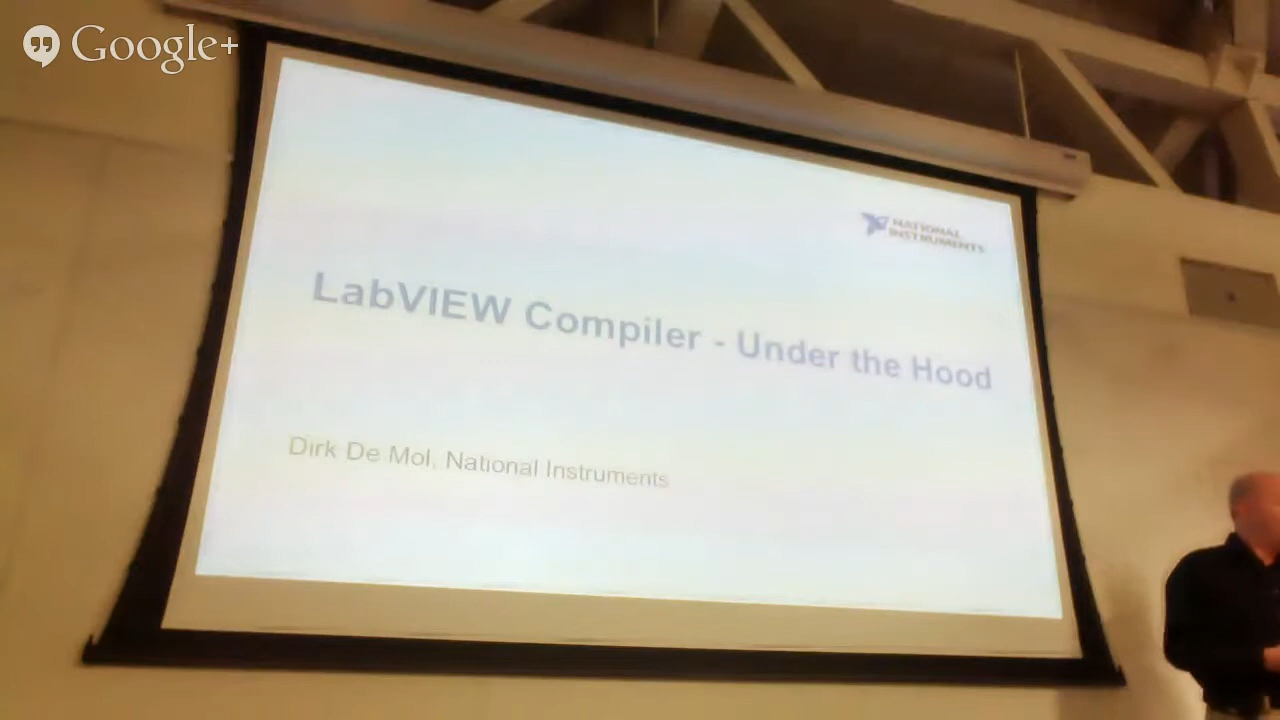 Google+
NATIONAL
INSTRUMENTS
LabVIEW Compiler - Under the Hood
Dirk De Mol, National Instruments